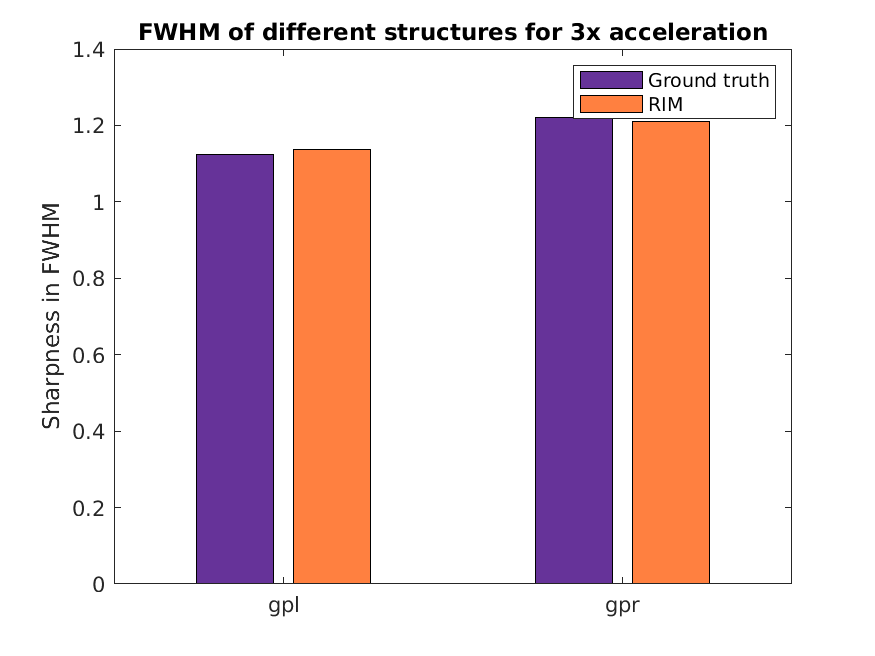 FWHM of different structures for 3x acceleration
1.4
1.2
1
0.8
0.6
0.4
0.2
0
Sharpness in FWHM
Ground truth
RIM
gpl
gpr